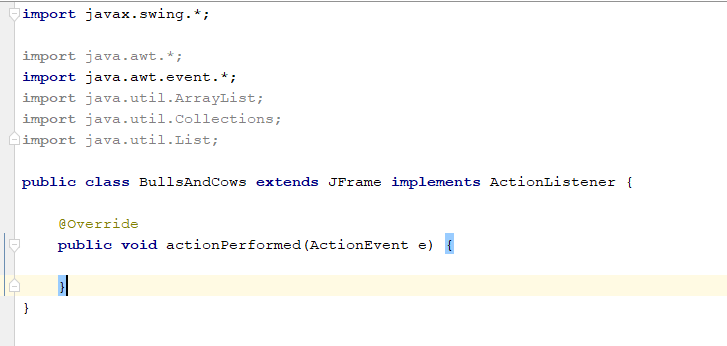 import javax.swing.*;
import java.awt.*;
import java.awt.event.*;
import java.util.ArrayList;
import java.util.Collections;
import java.util.List;
public class BullsAndCows extends JFrame implements ActionListener {
@Override
public void actionPerformed(ActionEvent e) {
}
}